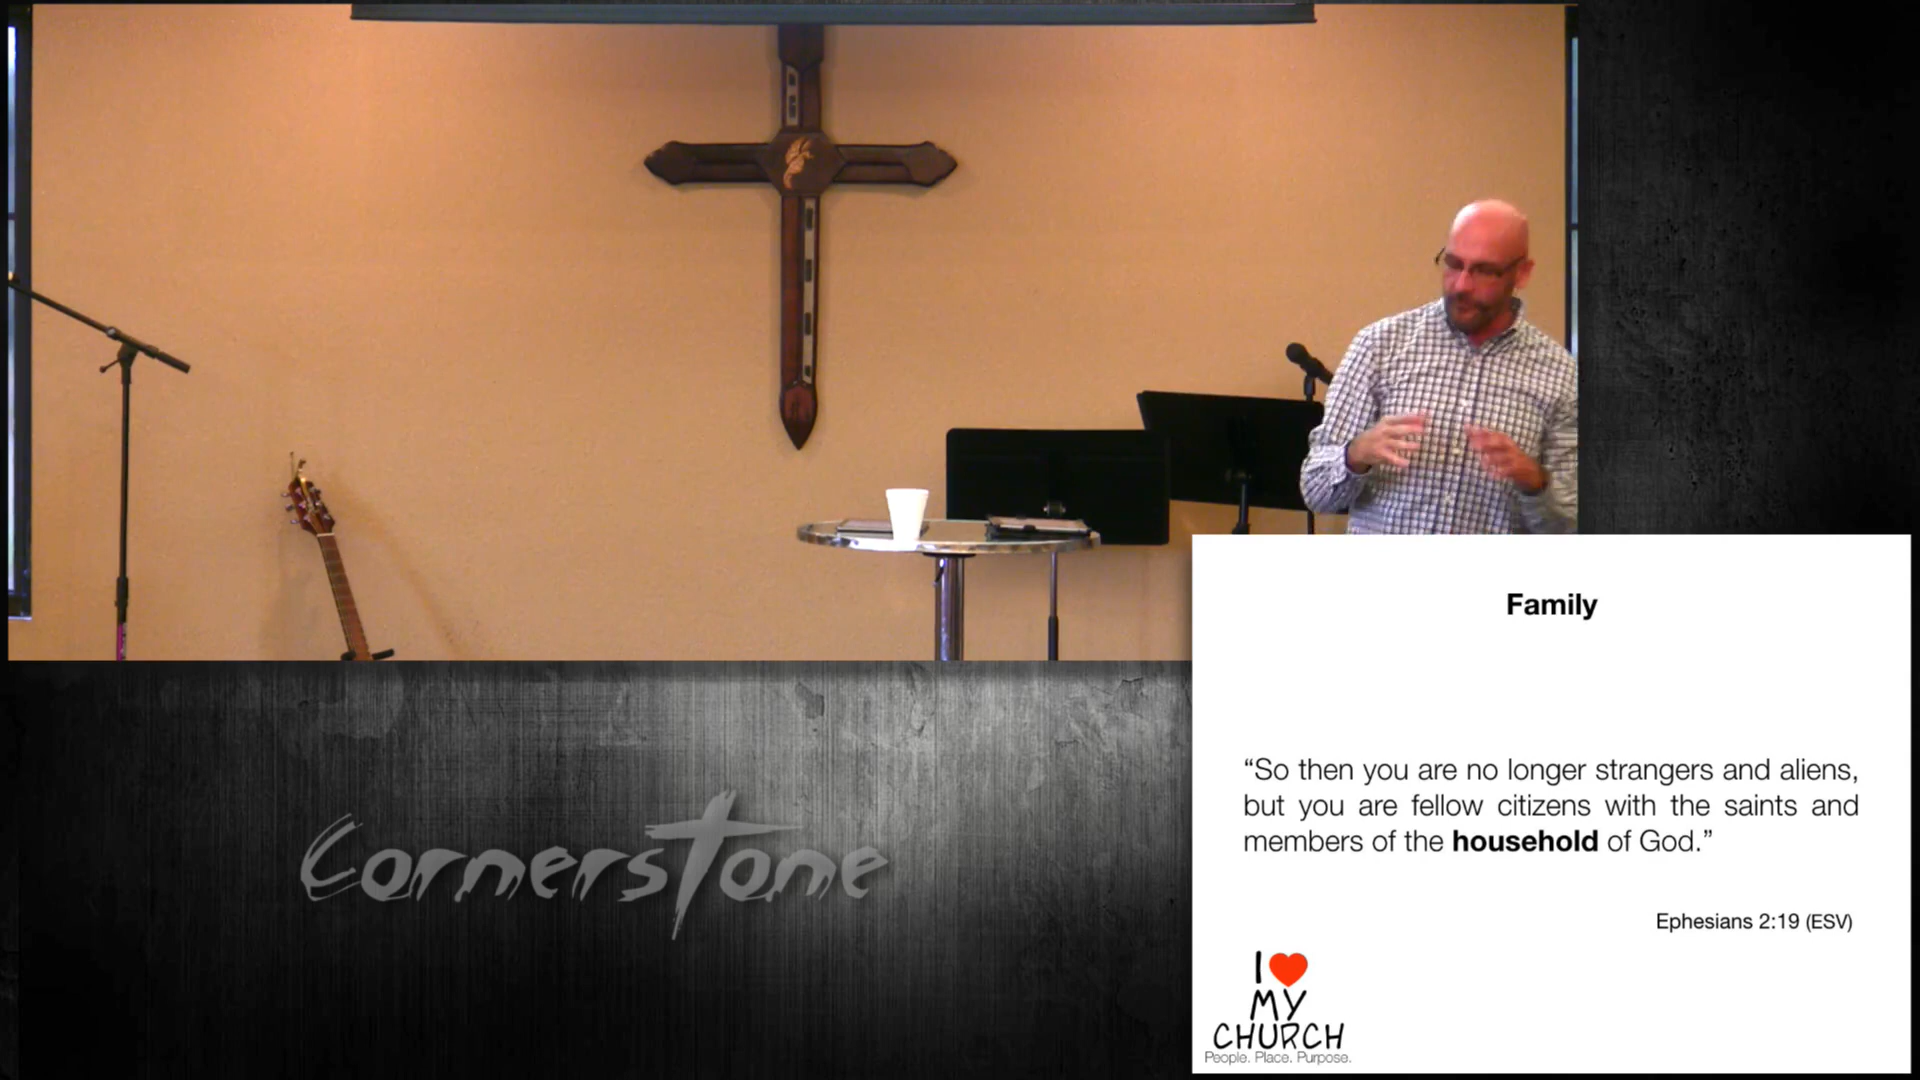 Cornerstone
Family
“So then you are no longer strangers and aliens,
but you are fellow citizens with the saints and
members of the household of God.”
Ephesians 2:19 (ESV)
I
MY
CHURCH
People. Place. Purpose.